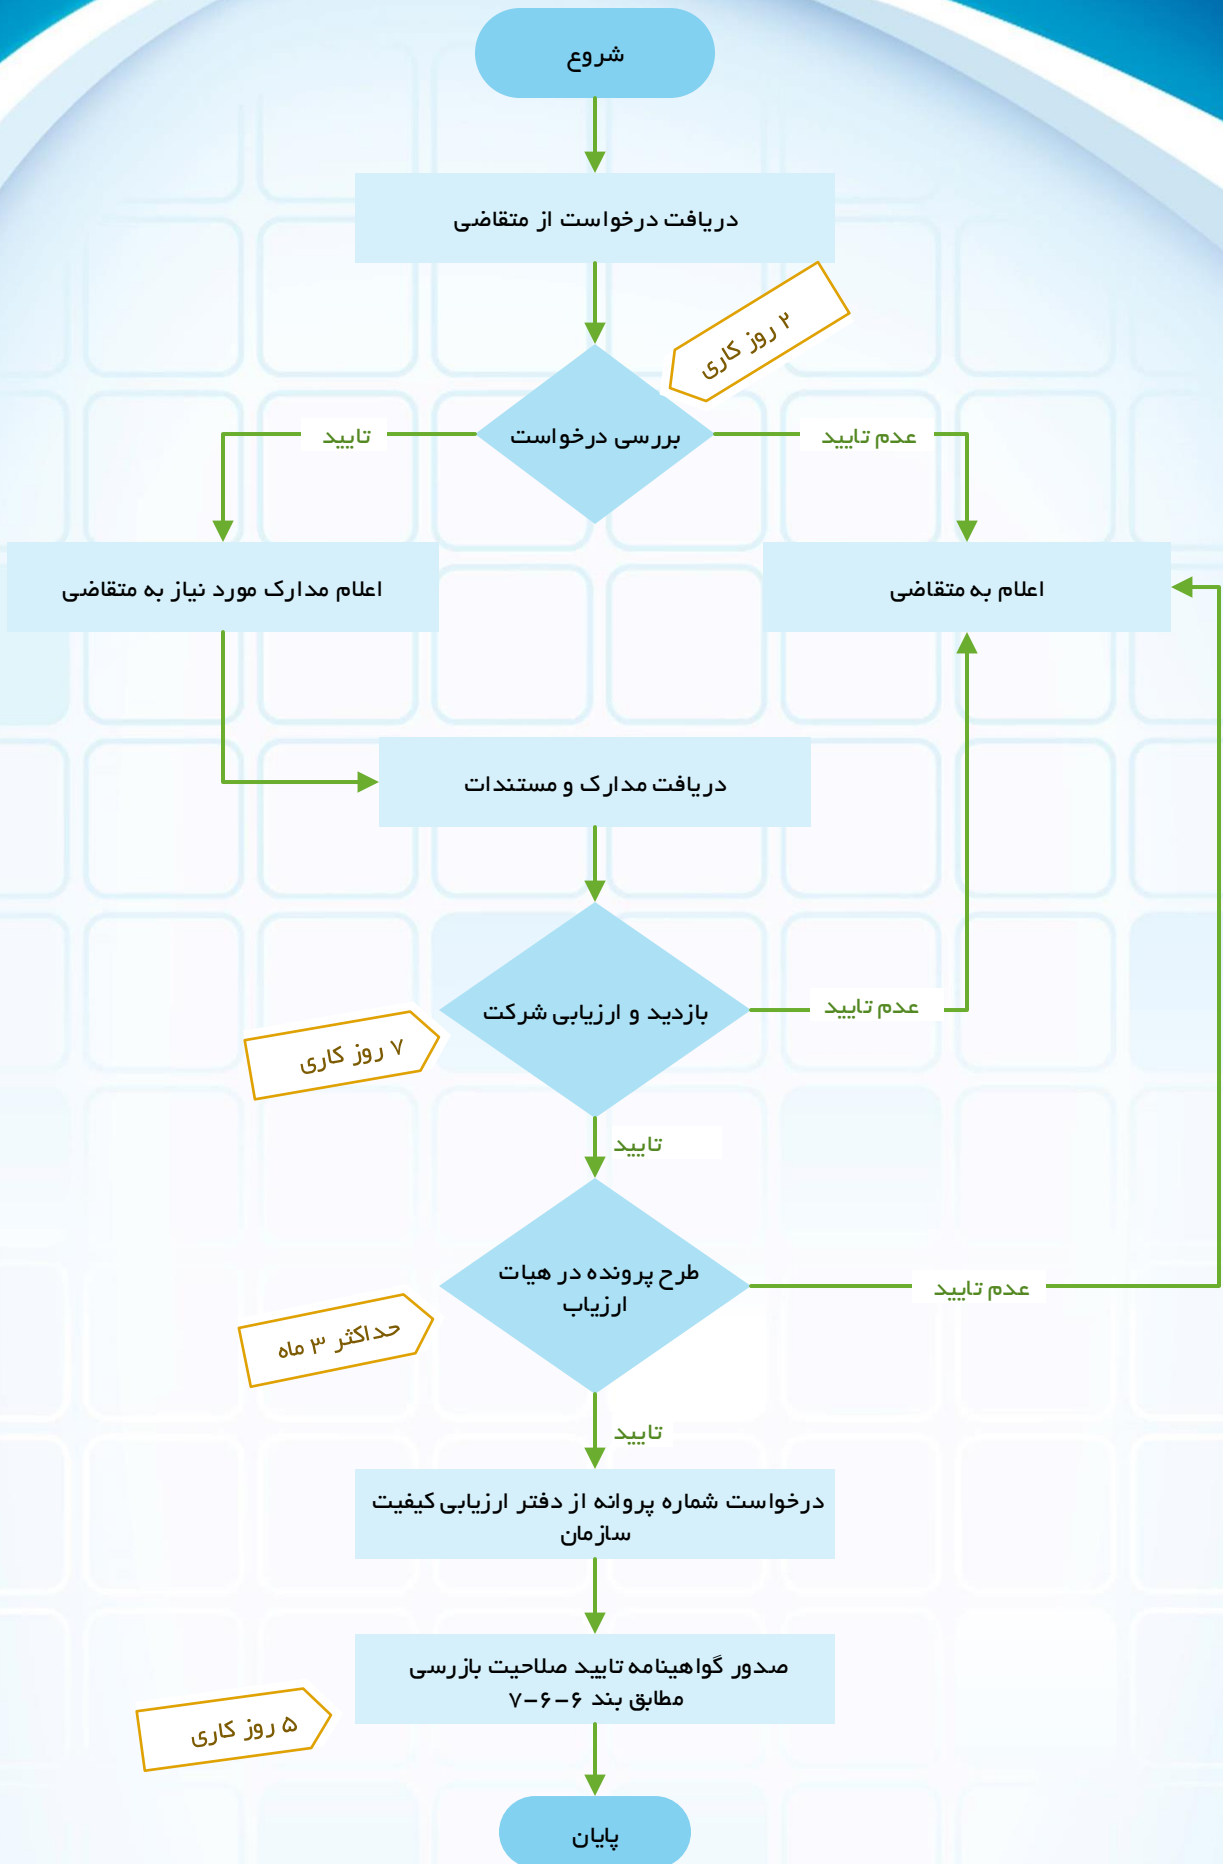 شروع
دریافت درخواست از متقاضی
۲ روز کاری
بررسی درخواست
عدم تایید
تایید
اعلام به متقاضی
اعلام مدارک مورد نیاز به متقاضی
دریافت مدارک و مستندات
بازدید و ارزیابی شرکت
عدم تایید
۷ روز کاری
تایید
طرح پرونده در هیات
ارزیاب
عدم تایید
حداکثر ۳ ماه
تایید
درخواست شماره پروانه از دفتر ارزیابی کیفیت
سازمان
صدور گواهینامه تایید صلاحیت بازرسی
مطابق بند ۶-۶-۷
۵ روز کاری
پایان